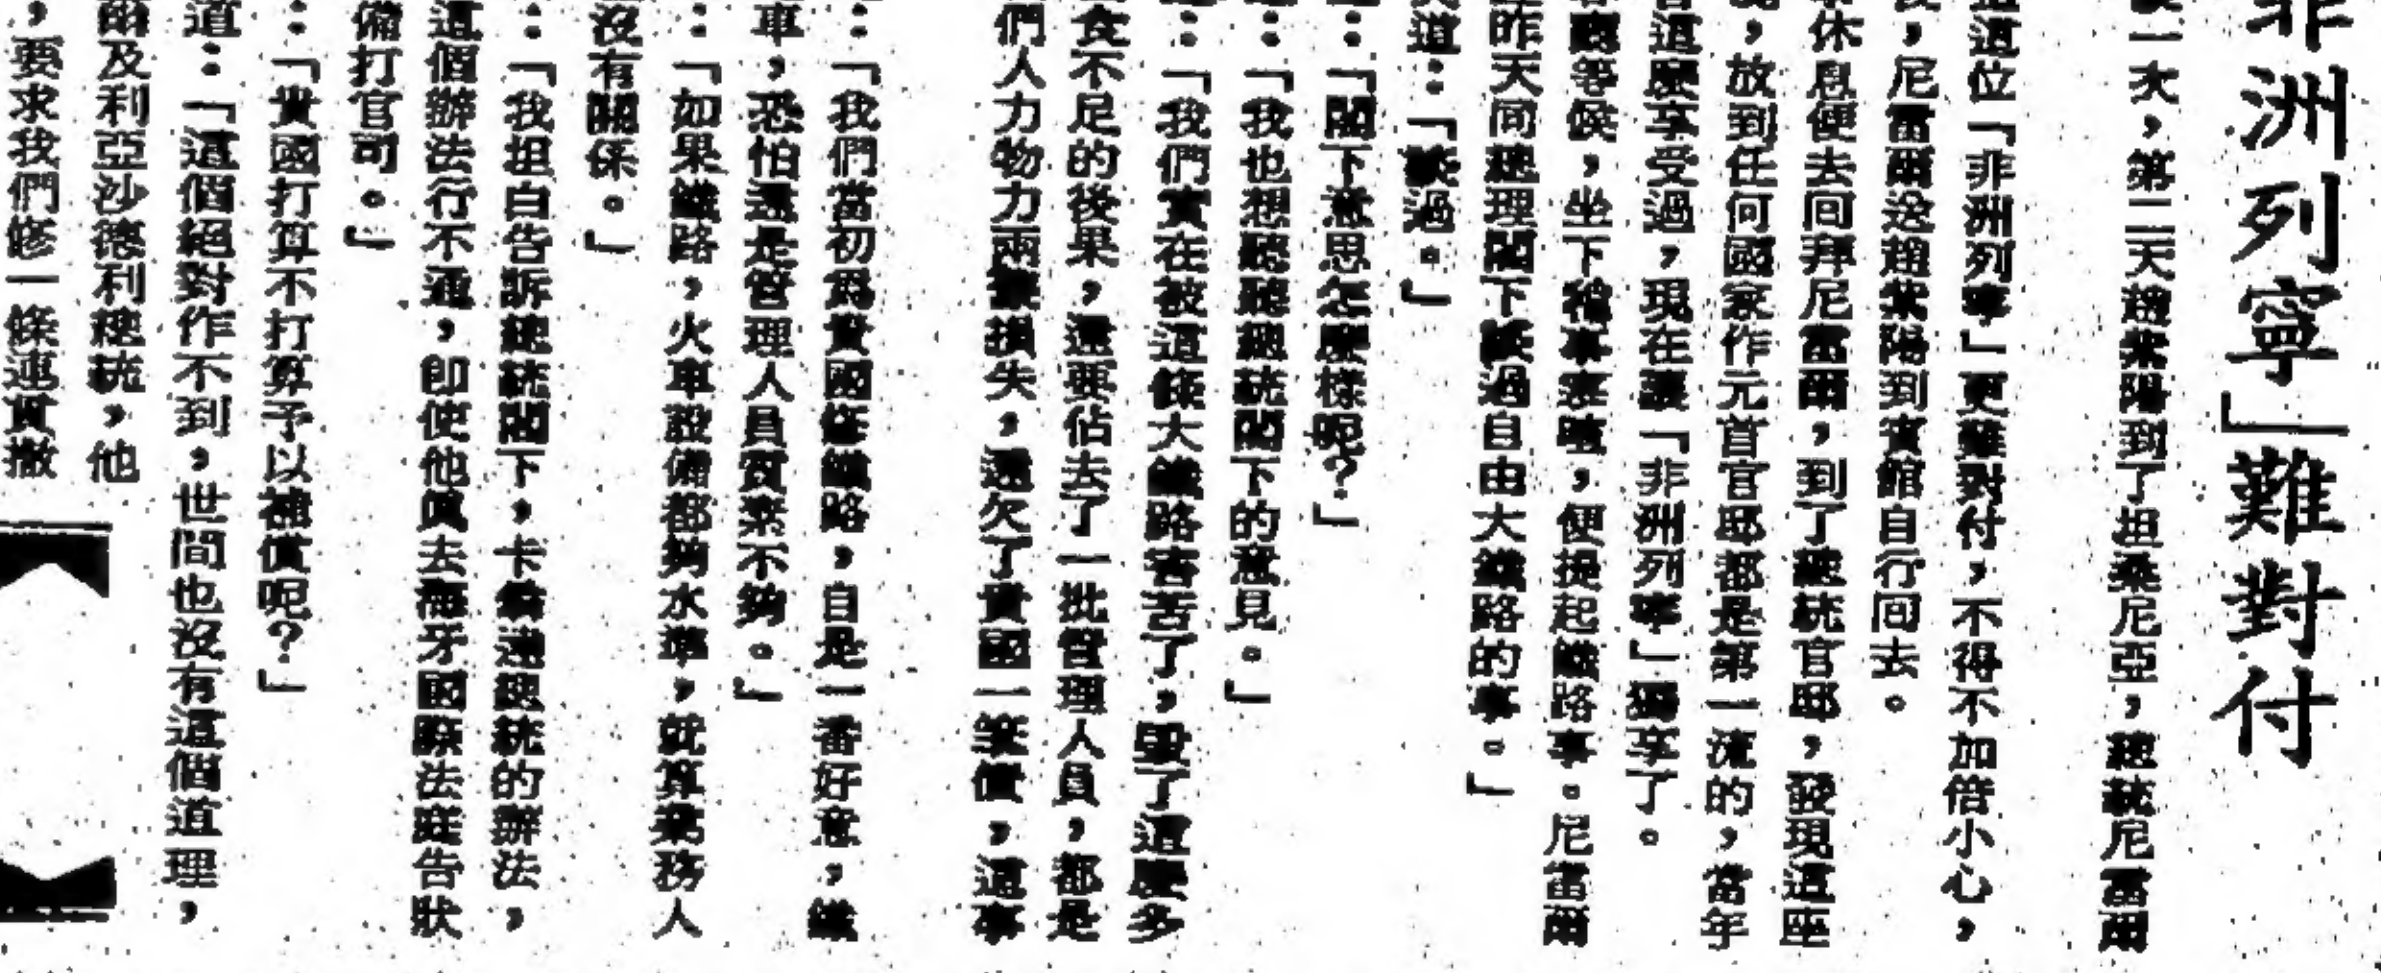 非洲列寧」難對付
一次，第二天趙紫陽到了坦桑尼亞，總統尼雷爾
這位「非洲列寧」更難對付，不得不加倍小心，
，尼雷爾送趙紫陽到賓館自行回去。
休息便去回拜尼雷爾，到了總統官邸，發現這座
，放到任何國家作元首官邸都是第一流的，當年
這麼享受過，現在讓「非洲列寧」獨享了。
廳等候，坐下稍事寒暄，便提起鐵路事。尼雷爾
昨天同總理閣下談過自由大鐵路的事。」
道：「談過。」
：「閣下意思怎麼樣呢？」
：「我也想聽聽總統閣下的意見。」
：「我們實在被這條大鐵路害苦了，毀了這麼多
食不足的後果，還要佔去了一批管理人員，都是
們人力物力兩蒙損失，還欠了貴國一筆債，這事
：「我們當初為貴國修鐵路，自是一番好意，鐵
車，恐怕還是管理人員質素不夠。」
：「如果鐵路，火車設備都夠水準，就算業務人
沒有關係。」
：「我坦白告訴總統閣下，卡翁達總統的辦法，
這個辦法行不通，即使他真去海牙國際法庭告狀
備打官司。」
：「貴國打算不打算予以補償呢？」
道：「這個絕對作不到，世間也沒有這個道理，
爾及利亞沙德利總統，他
，要求我們修一條連貫撒